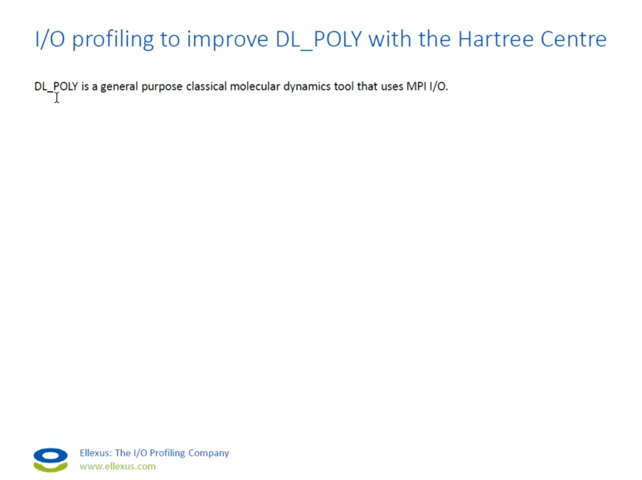 I/O profiling to improve DL_POLY with the Hartree Centre
DL_POLY is a general purpose classical molecular dynamics tool that uses MPI I/O.
Ellexus: The I/O Profiling Company
www.ellexus.com